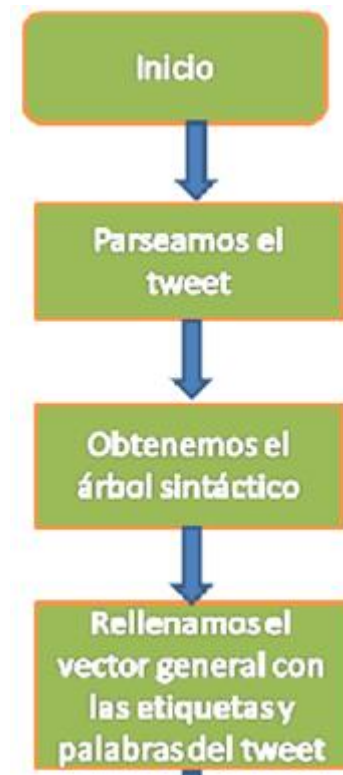 Inicio
Parseamos el
tweet
Obtenemos el
árbol sintáctico
Rellenamos el
vector general con
las etiquetas y
palabras del tweet